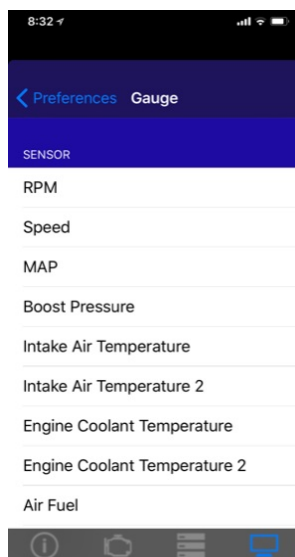 8:32
Preferences Gauge
SENSOR
RPM
Speed
MAP
Boost Pressure
Intake Air Temperature
Intake Air Temperature 2
Engine Coolant Temperature
Engine Coolant Temperature 2
Air Fuel